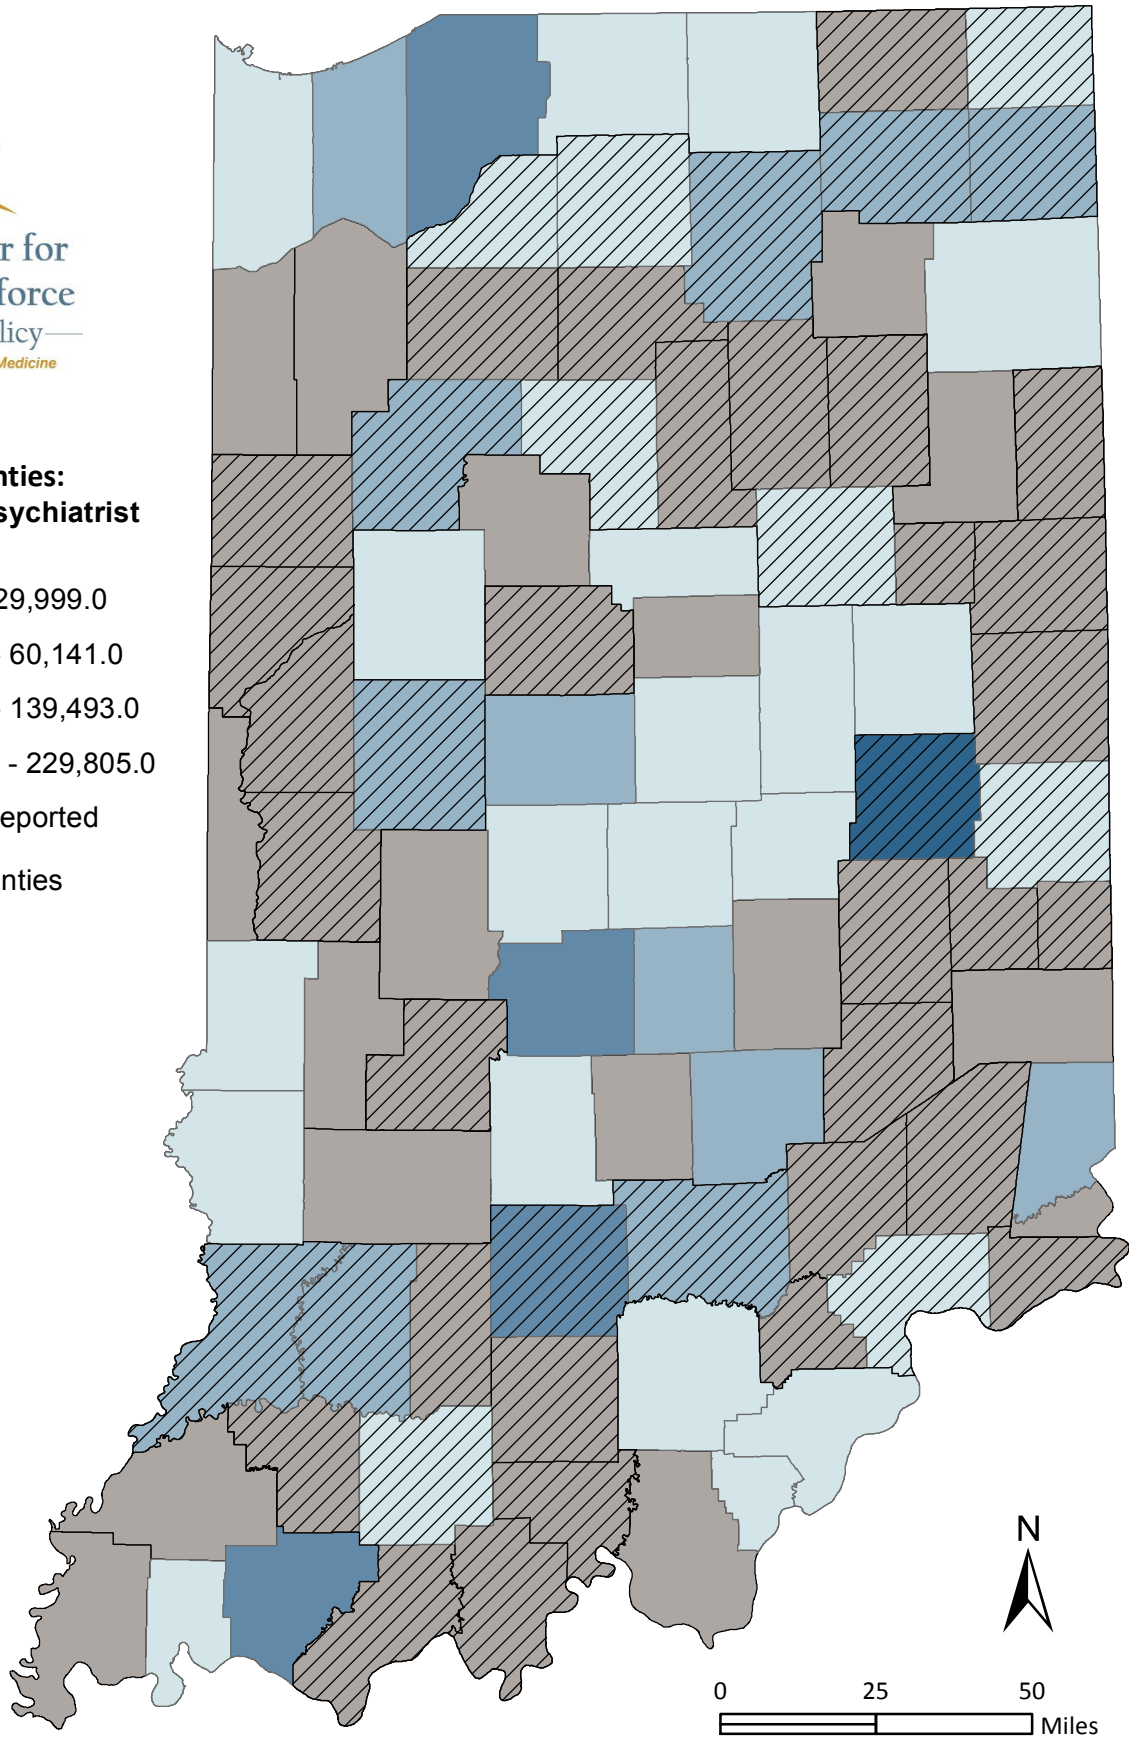 r for
force
licy
Medicine
nties:
sychiatrist
29,999.0
60,141.0
139,493.0
- 229,805.0
eported
nties
N
0 25 50
Miles